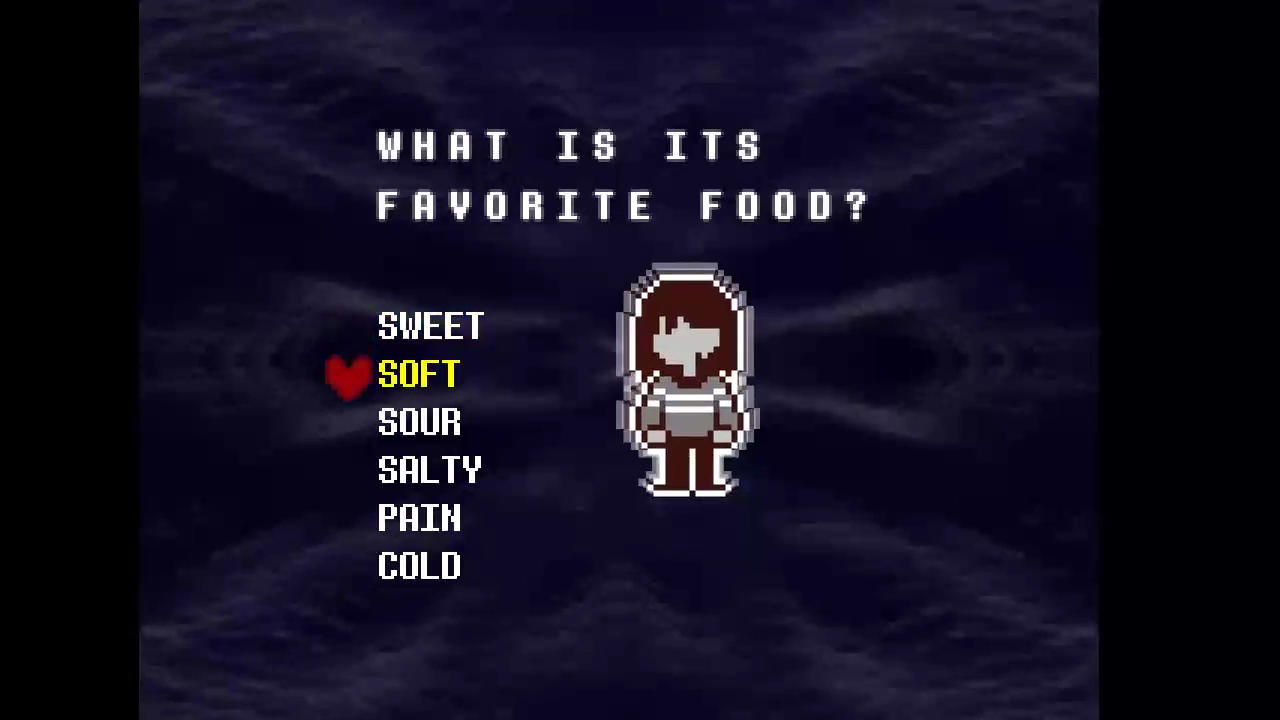 WHAT IS ITS
FAVORITE FOOD?
SWEET
SOFT
SOUR
SALTY
PAIN
COLD